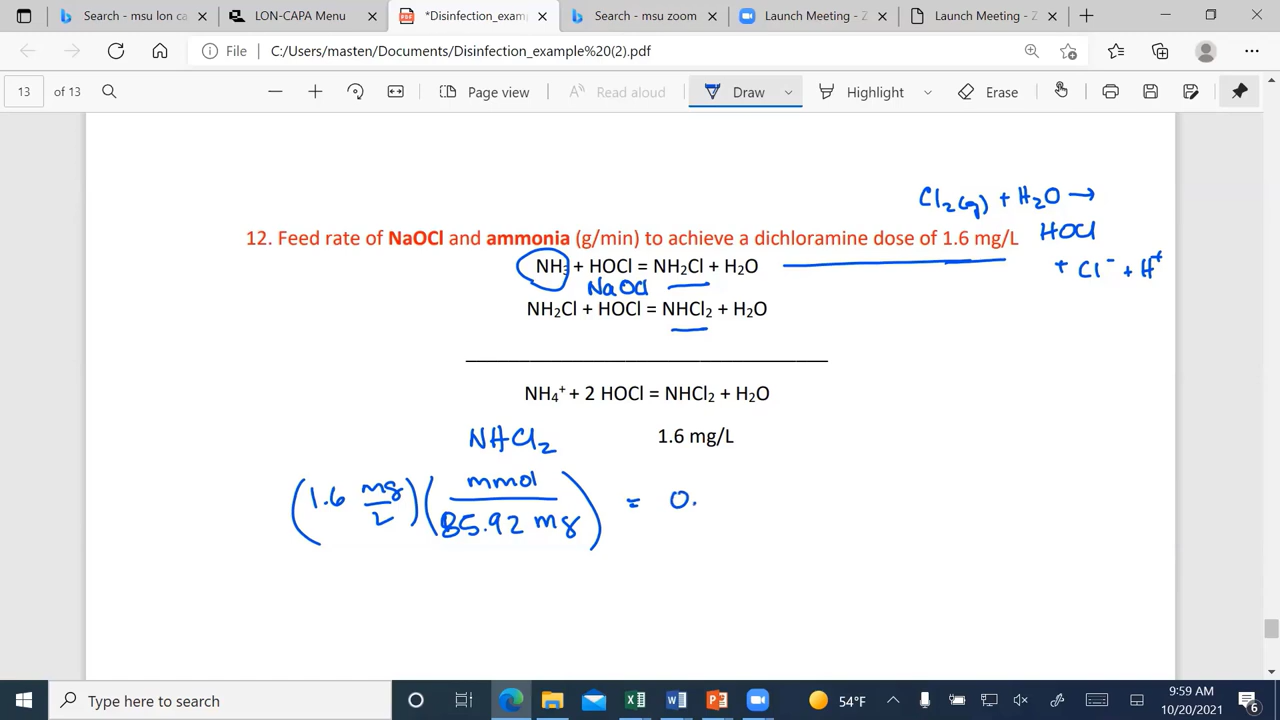 Search - msu lon ca
LON-CAPA Menu
*Disinfection_exam
Search - msu zoom
Launch Meeting - Z
Launch Meeting - Z
File
C:/Users/masten/Documents/Disinfection_example%20(2).pdf
13 of 13
Page view
Read aloud
Draw
Highlight
Erase
Cl₂(g) + H₂O →
HOCl
+ Cl⁻ + H⁺
12. Feed rate of NaOCl and ammonia (g/min) to achieve a dichloramine dose of 1.6 mg/L
NH₃ + HOCl = NH₂Cl + H₂O
NaOCl
NH₂Cl + HOCl = NHCl₂ + H₂O
NH₄⁺ + 2 HOCl = NHCl₂ + H₂O
NHCl₂
1.6 mg/L
(1.6 mg/L)(mmol/85.92 mg) = 0.
Type here to search
54°F
9:59 AM
10/20/2021
6